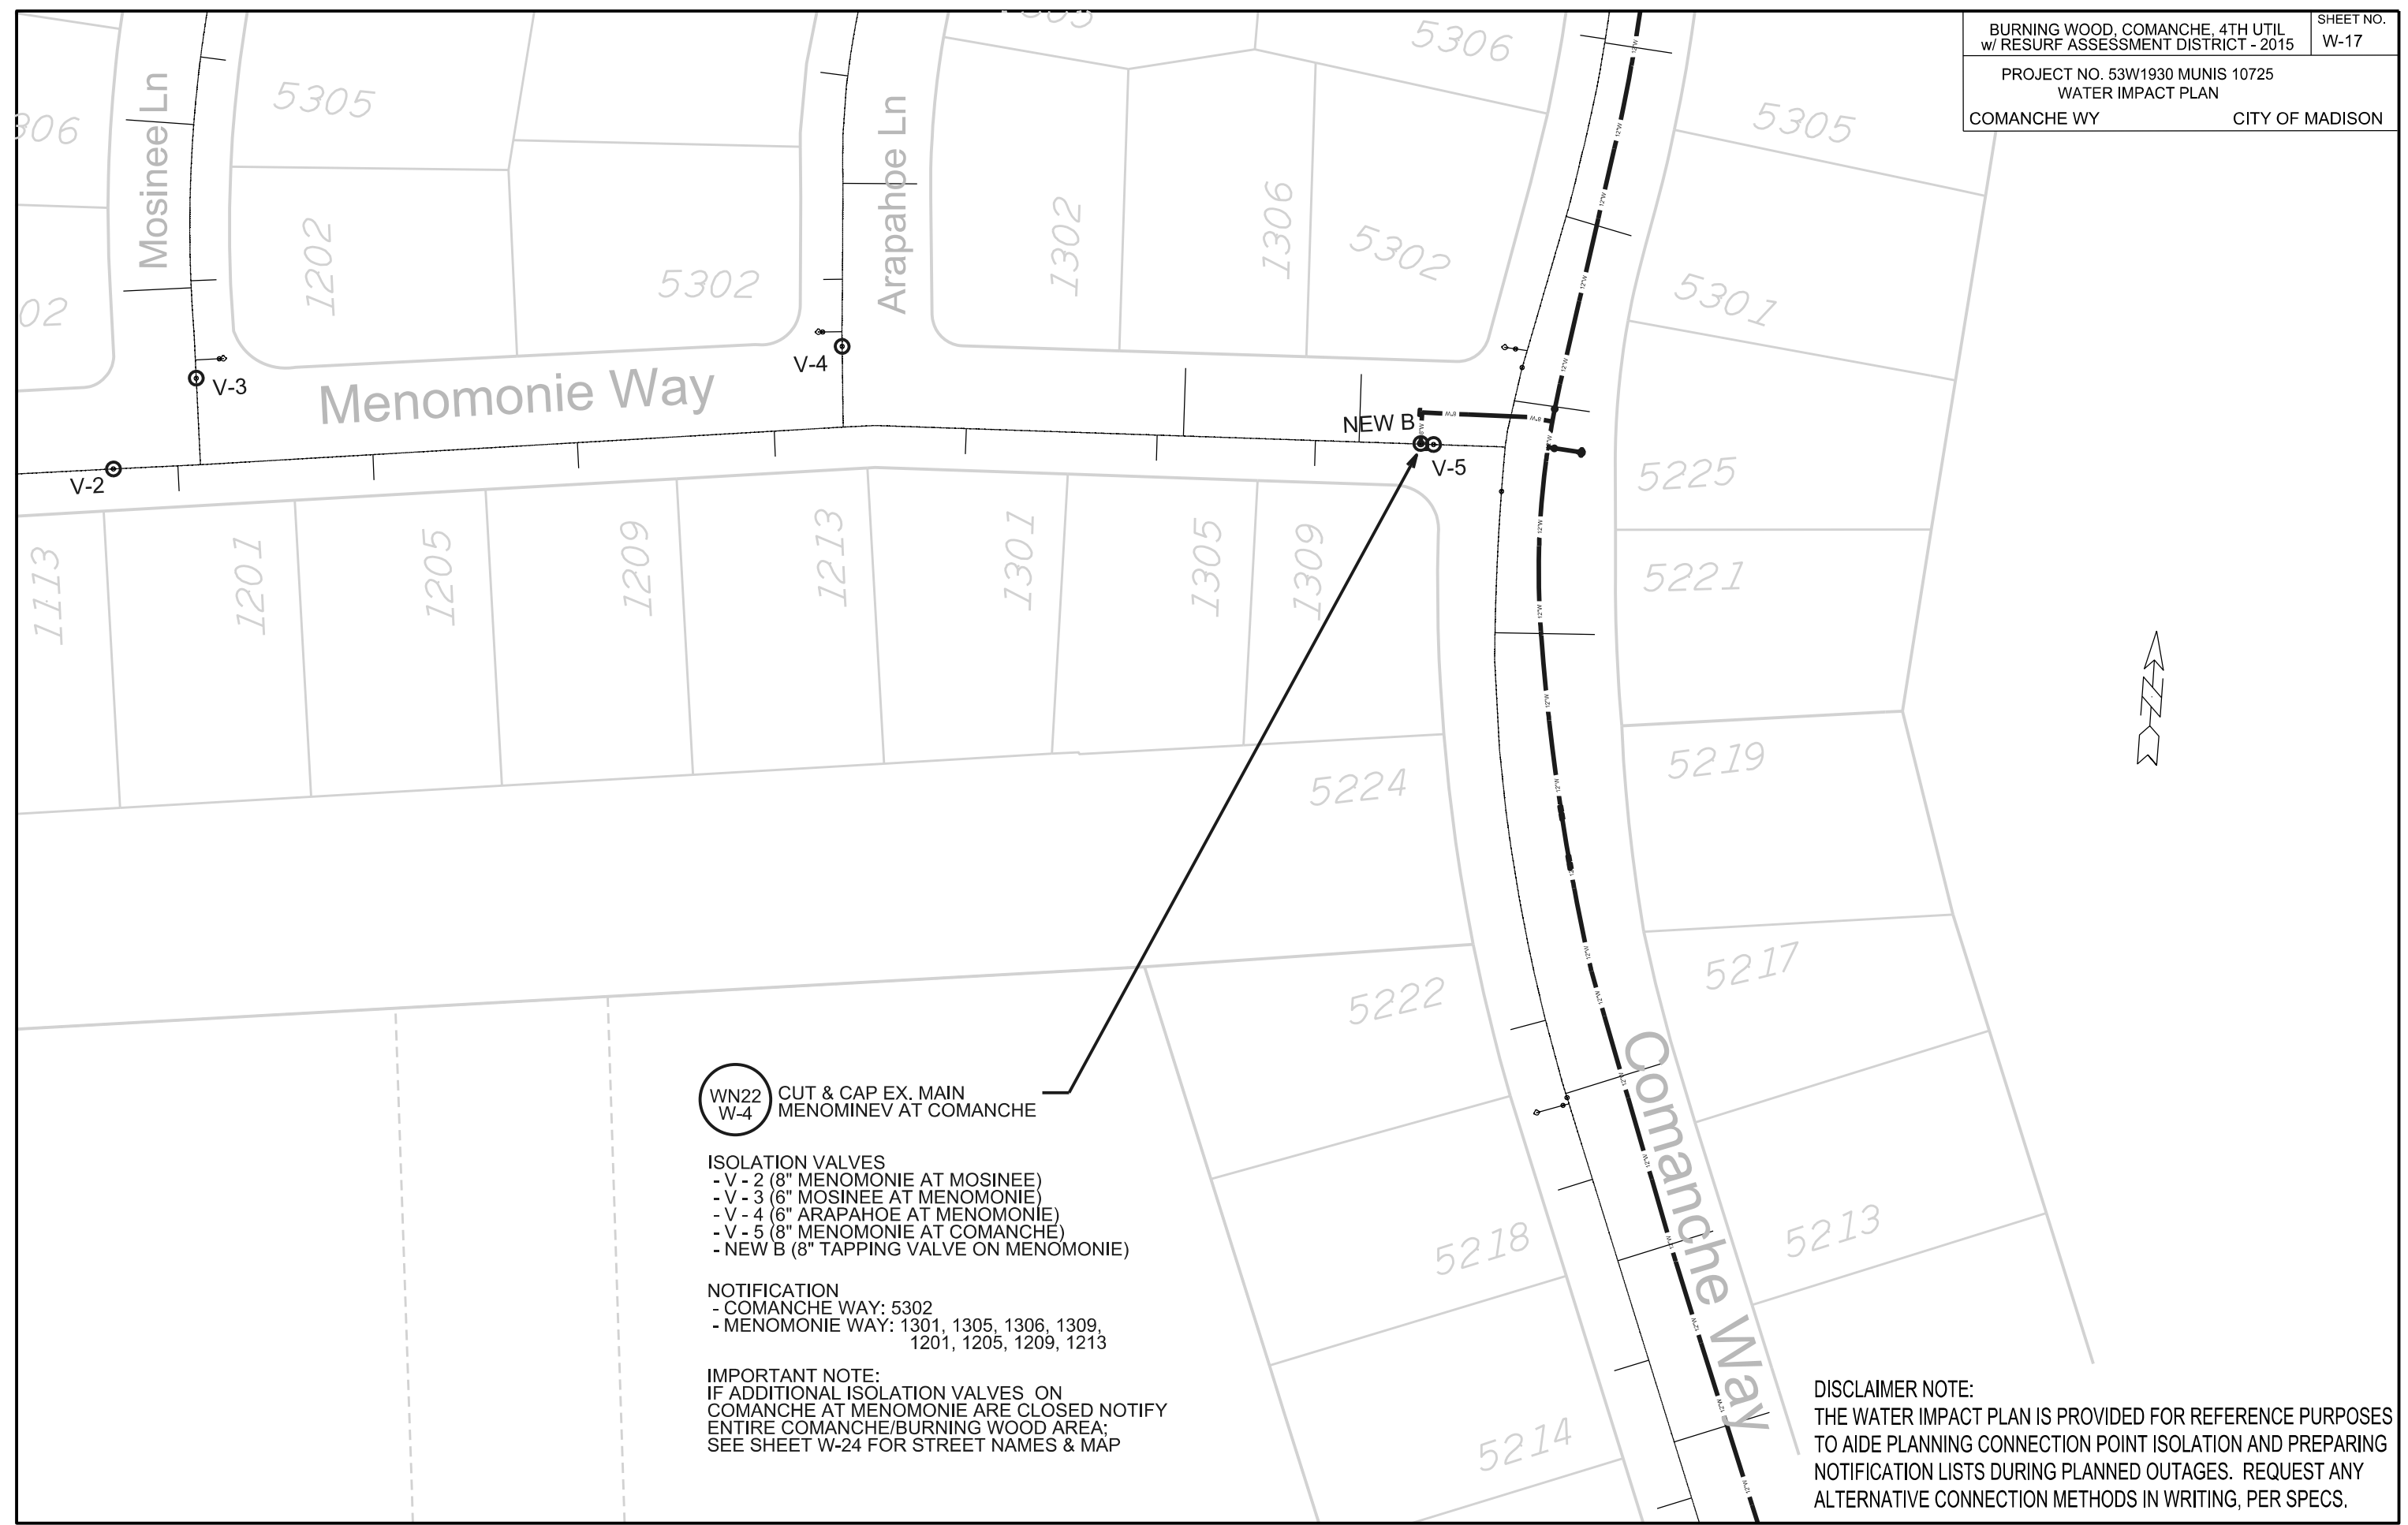 BURNING WOOD, COMANCHE, 4TH UTIL
w/ RESURF ASSESSMENT DISTRICT - 2015
SHEET NO.
W-17
PROJECT NO. 53W1930 MUNIS 10725
WATER IMPACT PLAN
COMANCHE WY
CITY OF MADISON
5306
5305
306
5305
Mosinee Ln
Arapahoe Ln
1202
5302
1302
1306
5302
5301
02
V-3
V-4
Menomonie Way
NEW B
V-5
V-2
8"W
8"W
12"W
12"W
5225
1113
1201
1205
1209
1213
1301
1305
1309
5221
5219
5224
N
5217
5222
Comanche Way
WN22
W-4
CUT & CAP EX. MAIN
MENOMINEV AT COMANCHE
ISOLATION VALVES
- V - 2 (8" MENOMONIE AT MOSINEE)
- V - 3 (6" MOSINEE AT MENOMONIE)
- V - 4 (6" ARAPAHOE AT MENOMONIE)
- V - 5 (8" MENOMONIE AT COMANCHE)
- NEW B (8" TAPPING VALVE ON MENOMONIE)
5218
5213
NOTIFICATION
- COMANCHE WAY: 5302
- MENOMONIE WAY: 1301, 1305, 1306, 1309,
1201, 1205, 1209, 1213
IMPORTANT NOTE:
IF ADDITIONAL ISOLATION VALVES ON
COMANCHE AT MENOMONIE ARE CLOSED NOTIFY
ENTIRE COMANCHE/BURNING WOOD AREA;
SEE SHEET W-24 FOR STREET NAMES & MAP
5214
DISCLAIMER NOTE:
THE WATER IMPACT PLAN IS PROVIDED FOR REFERENCE PURPOSES
TO AIDE PLANNING CONNECTION POINT ISOLATION AND PREPARING
NOTIFICATION LISTS DURING PLANNED OUTAGES. REQUEST ANY
ALTERNATIVE CONNECTION METHODS IN WRITING, PER SPECS.